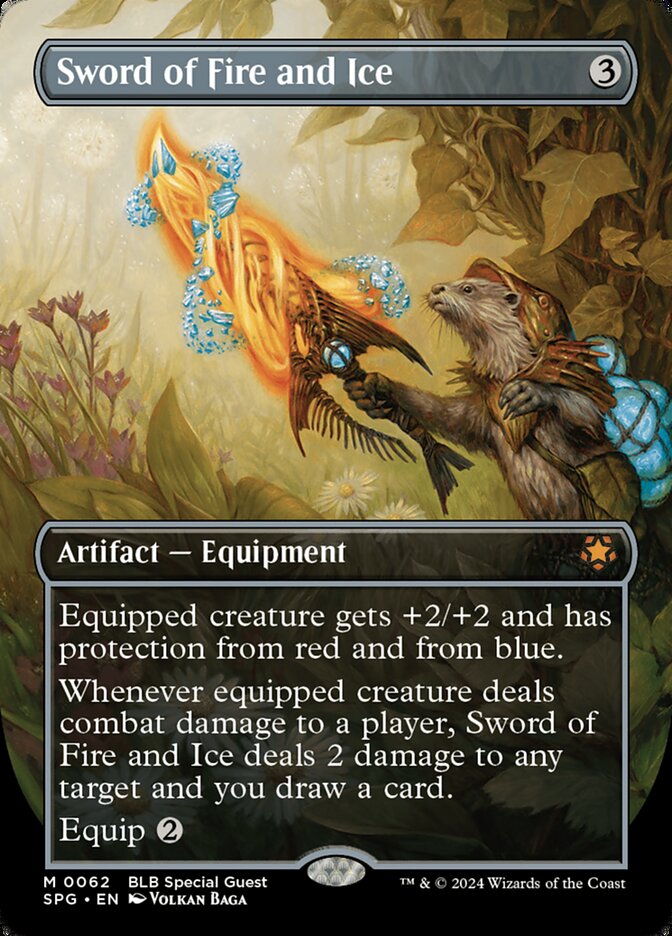 Sword of Fire and Ice 3
Artifact — Equipment
Equipped creature gets +2/+2 and has
protection from red and from blue.
Whenever equipped creature deals
combat damage to a player, Sword of
Fire and Ice deals 2 damage to any
target and you draw a card.
Equip 2
M 0062 BLB Special Guest
SPG • EN Volkan Baga
™ & © 2024 Wizards of the Coast